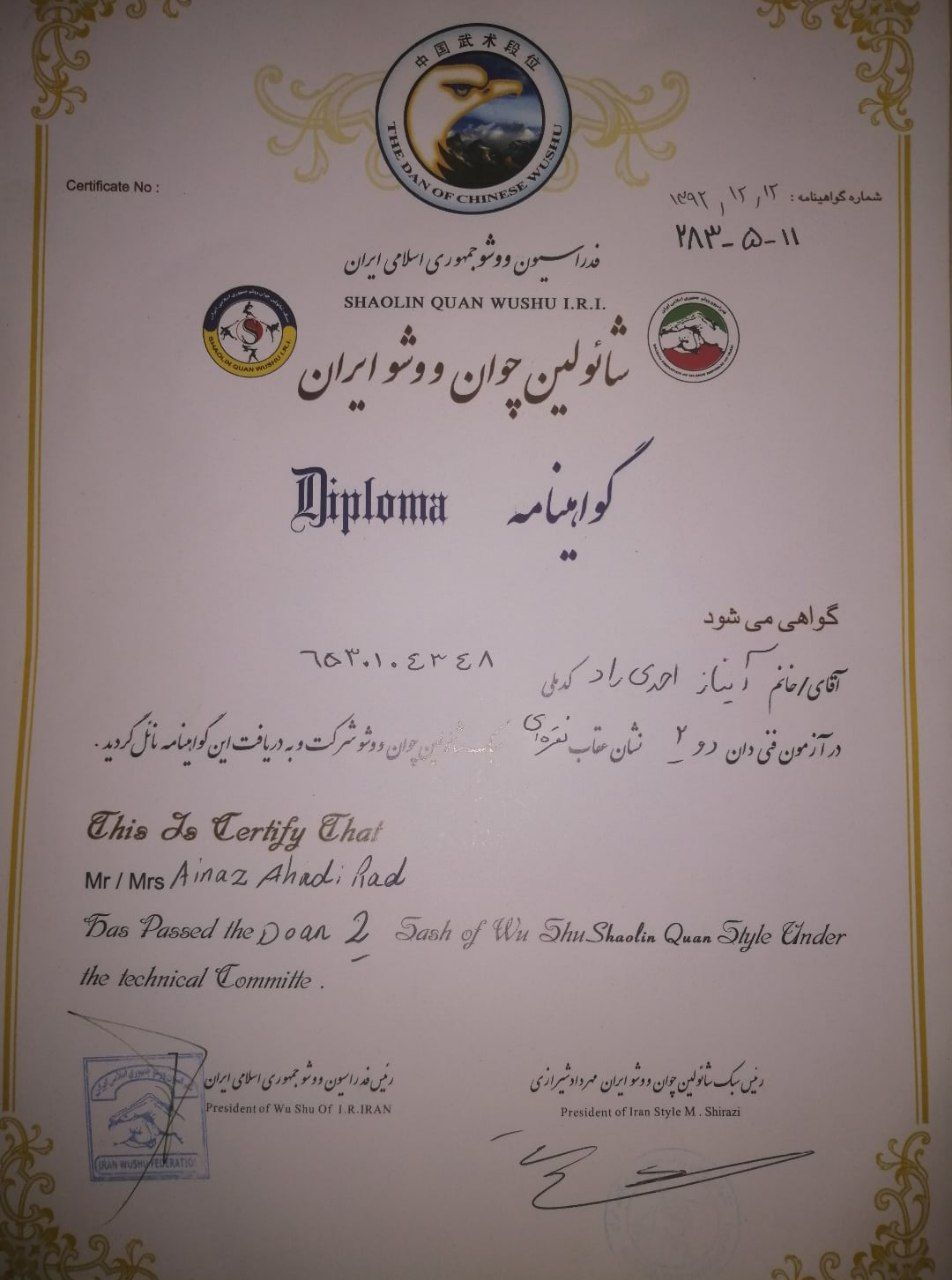 中国武术段位
THE DAN OF CHINESE WUSHU
Certificate No :
شماره گواهینامه : ۱۳۹۲٫۱۲٫۱۲
۲۸۳-۵-۱۱
فدراسیون ووشو جمهوری اسلامی ایران
SHAOLIN QUAN WUSHU I.R.I.
SHAOLIN QUAN WUSHU I.R.I
شائولین چوان ووشو ایران
Diploma گواهینامه
گواهی می شود
آقای/خانم آیناز احدی راد کدملی ٦٥٣٠١٠٤٣٤٨
در آزمون فنی دان دو ۲ نشان عقاب نقره‌ای سبک شائولین چوان ووشو شرکت و به دریافت این گواهینامه نائل گردید .
This Is Certify That
Mr / Mrs Ainaz Ahadi Rad
Has Passed the Doan 2 Sash of Wu Shu Shaolin Quan Style Under
the technical Committe .
رئیس سبک شائولین چوان ووشو ایران مهرداد شیرازی
President of Iran Style M . Shirazi
رئیس فدراسیون ووشو جمهوری اسلامی ایران
President of Wu Shu Of I.R.IRAN
IRAN WUSHU FEDERATION